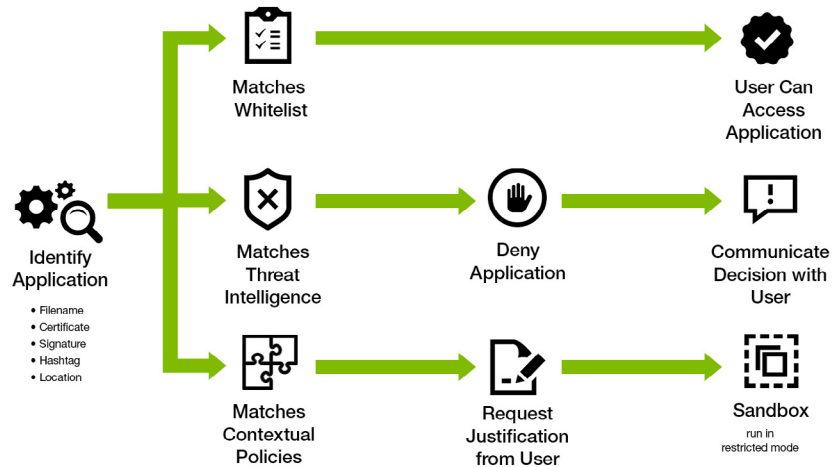 Matches
Whitelist
User Can
Access
Application
Identify
Application
• Filename
• Certificate
• Signature
• Hashtag
• Location
Matches
Threat
Intelligence
Deny
Application
Communicate
Decision with
User
Matches
Contextual
Policies
Request
Justification
from User
Sandbox
run in
restricted mode